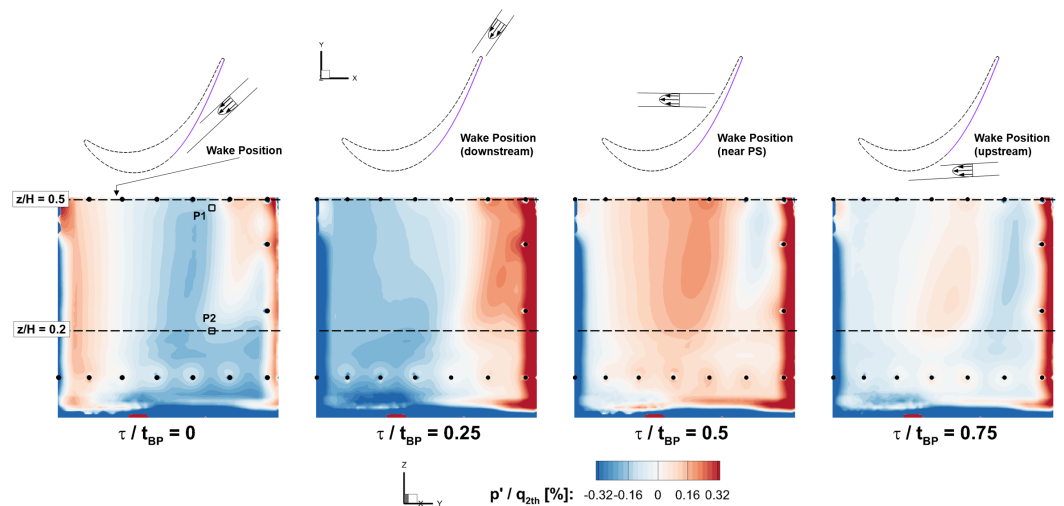 Y
X
Wake Position
Wake Position
(downstream)
Wake Position
(near PS)
Wake Position
(upstream)
z/H = 0.5
P1
z/H = 0.2
P2
τ / tBP = 0
τ / tBP = 0.25
τ / tBP = 0.5
τ / tBP = 0.75
Z
X
Y
p' / q2th [%]:
-0.32 -0.16 0 0.16 0.32